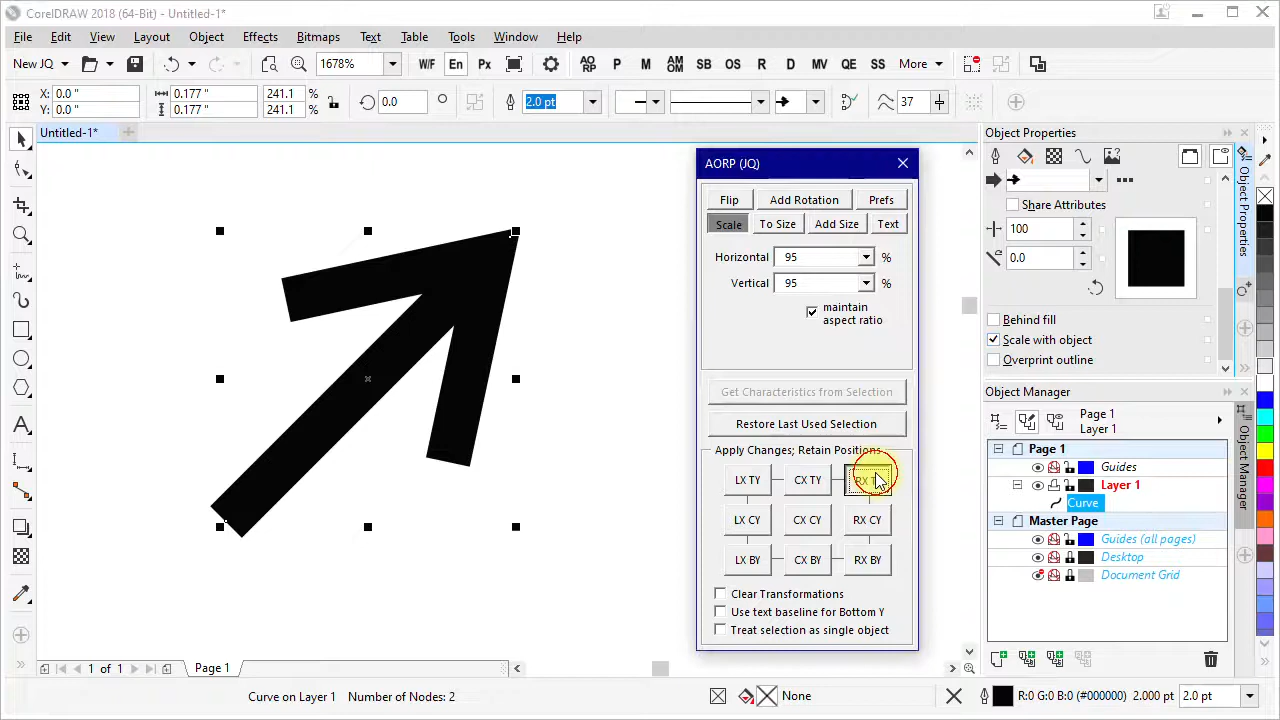 CorelDRAW 2018 (64-Bit) - Untitled-1*
File Edit View Layout Object Effects Bitmaps Text Table Tools Window Help
New JQ 1678% W/F En Px AO RP P M AM OM SB OS R D MV QE SS More
X: 0.0 " 0.177 " 241.1 % 0.0 ° 2.0 pt 37
Y: 0.0 " 0.177 " 241.1 %
Untitled-1*
AORP (JQ)
Flip Add Rotation Prefs
Scale To Size Add Size Text
Horizontal 95 %
Vertical 95 %
maintain
aspect ratio
Get Characteristics from Selection
Restore Last Used Selection
Apply Changes; Retain Positions
LX TY CX TY RX
LX CY CX CY RX CY
LX BY CX BY RX BY
Clear Transformations
Use text baseline for Bottom Y
Treat selection as single object
Object Properties
Share Attributes
100
0.0
Behind fill
Scale with object
Overprint outline
Object Properties
Object Manager
Page 1
Layer 1
Page 1
Guides
Layer 1
Curve
Master Page
Guides (all pages)
Desktop
Document Grid
Object Manager
1 of 1 Page 1
Curve on Layer 1 Number of Nodes: 2 None R:0 G:0 B:0 (#000000) 2.000 pt 2.0 pt